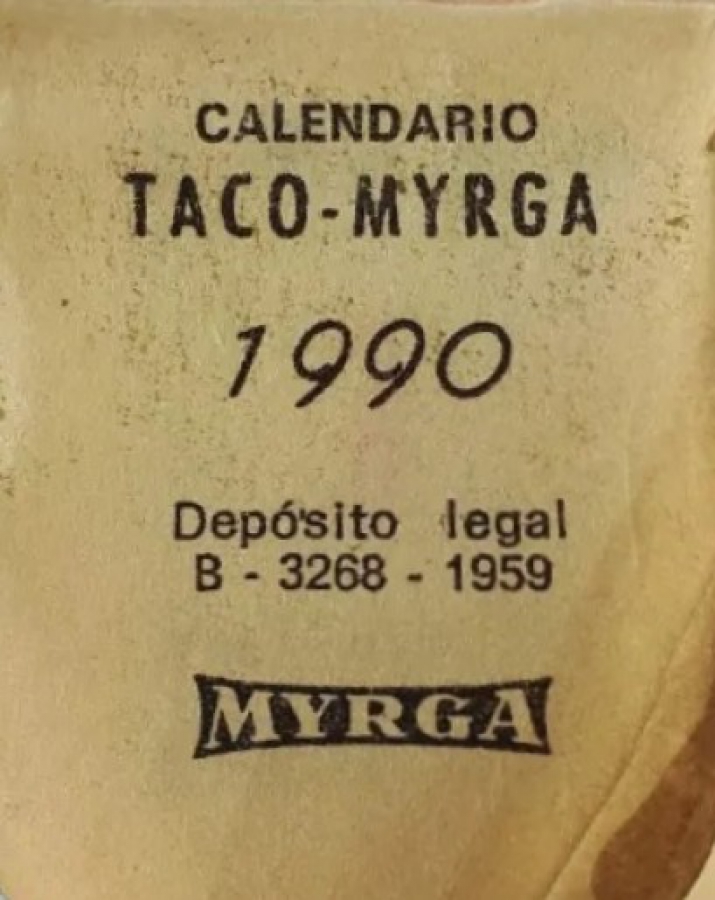 CALENDARIO
TACO-MYRGA
1990
Depósito legal
B - 3268 - 1959
MYRGA